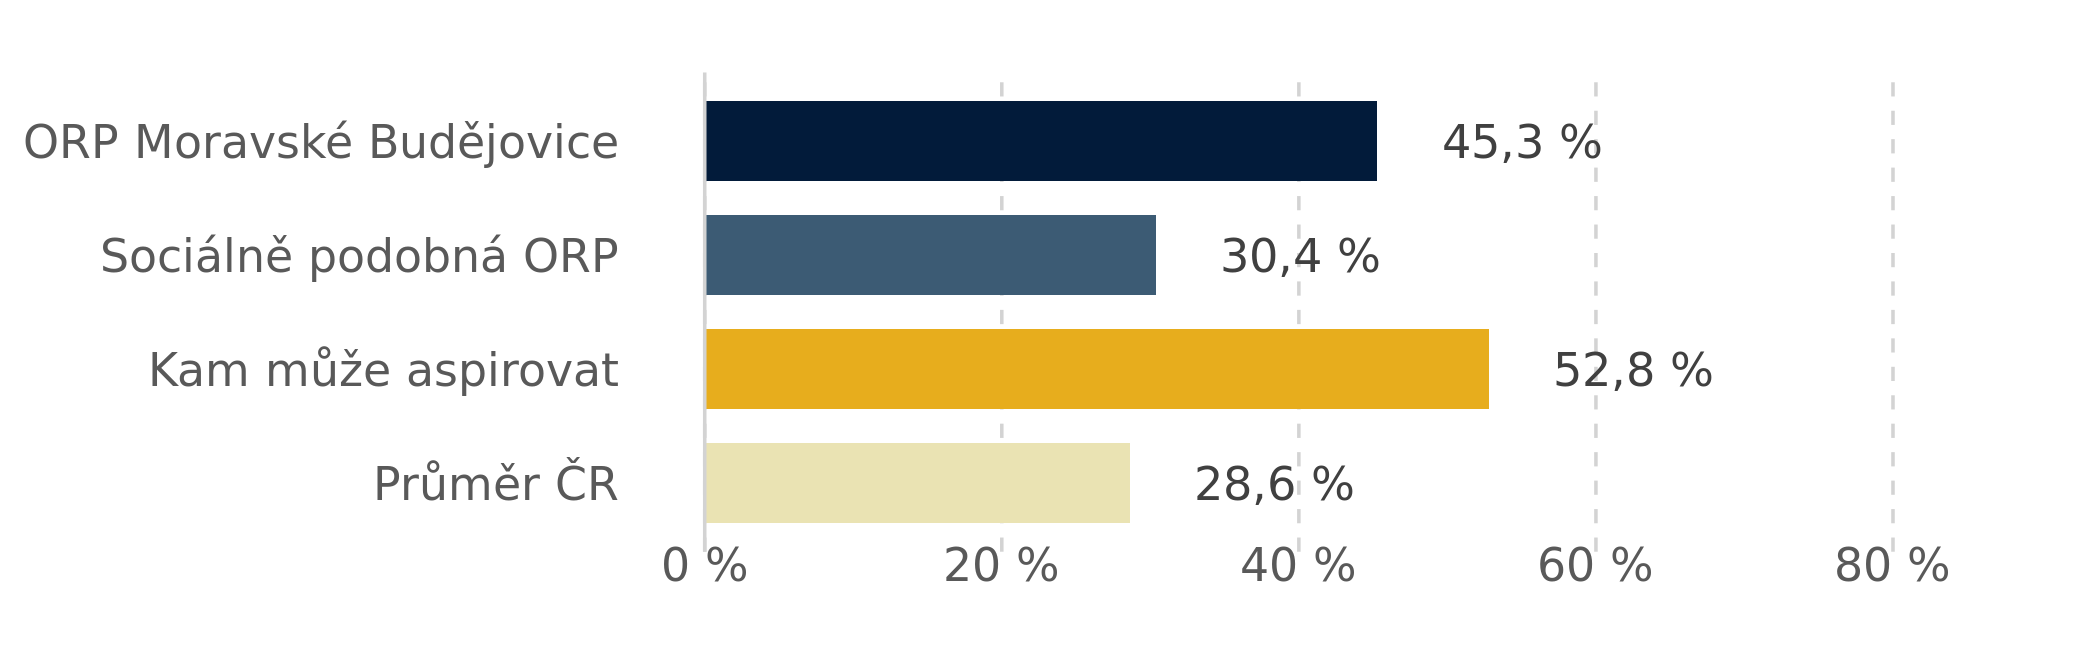 ORP Moravské Budějovice 45,3 %
Sociálně podobná ORP 30,4 %
Kam může aspirovat 52,8 %
Průměr ČR 28,6 %
0 % 20 % 40 % 60 % 80 %